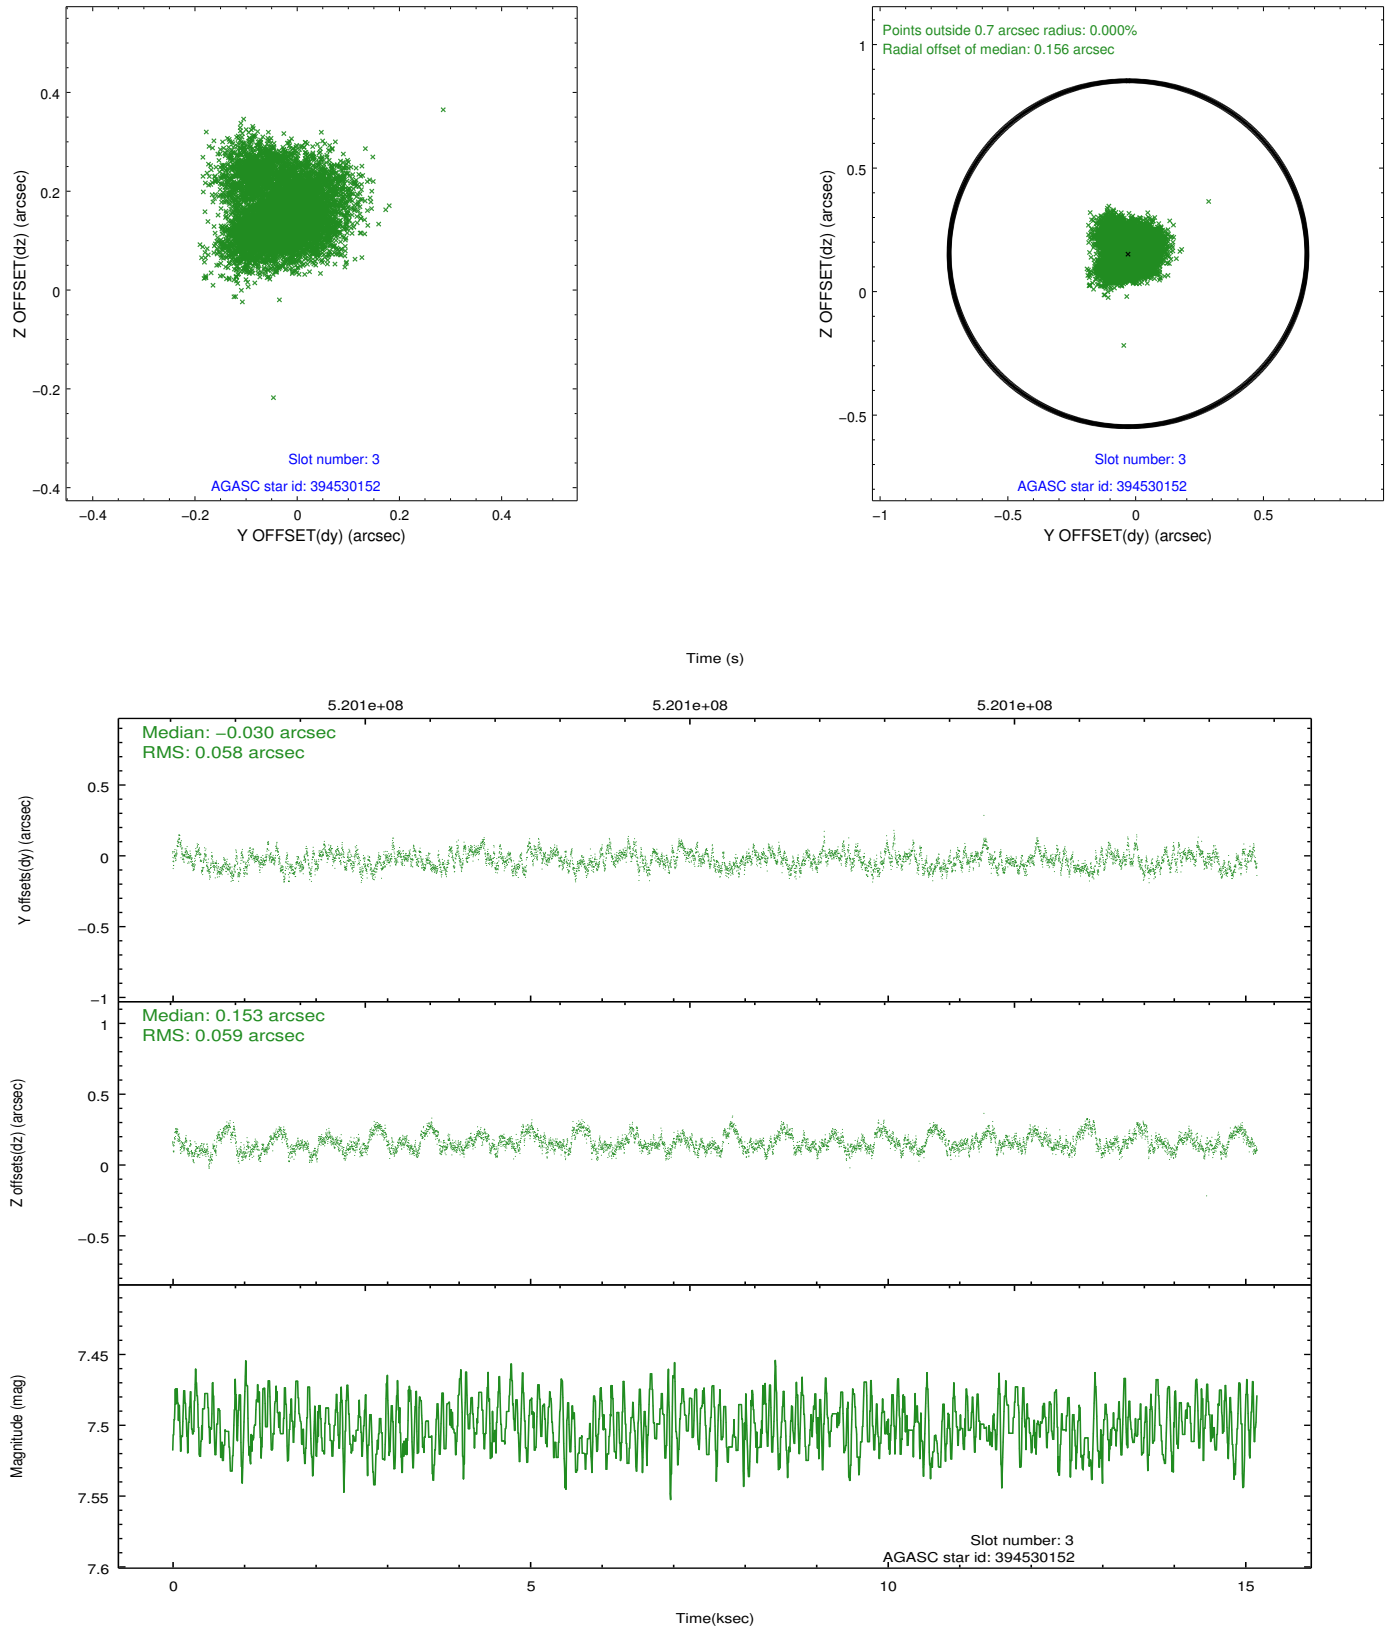 0.4
0.2
0
−0.2
−0.4
Z OFFSET(dz) (arcsec)
Slot number: 3
AGASC star id: 394530152
−0.4
−0.2
0
0.2
0.4
Y OFFSET(dy) (arcsec)
Points outside 0.7 arcsec radius: 0.000%
Radial offset of median: 0.156 arcsec
1
0.5
0
−0.5
Z OFFSET(dz) (arcsec)
Slot number: 3
AGASC star id: 394530152
−1
−0.5
0
0.5
Y OFFSET(dy) (arcsec)
Time (s)
5.201e+08
5.201e+08
5.201e+08
Median: −0.030 arcsec
RMS: 0.058 arcsec
0.5
0
−0.5
−1
Y offsets(dy) (arcsec)
Median: 0.153 arcsec
RMS: 0.059 arcsec
1
0.5
0
−0.5
Z offsets(dz) (arcsec)
7.45
7.5
7.55
7.6
Magnitude (mag)
Slot number: 3
AGASC star id: 394530152
0
5
10
15
Time(ksec)